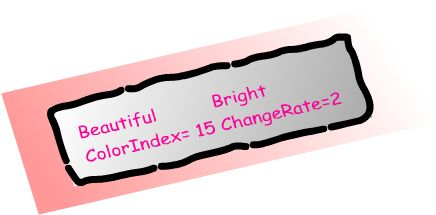 Beautiful Bright
ColorIndex= 15 ChangeRate=2